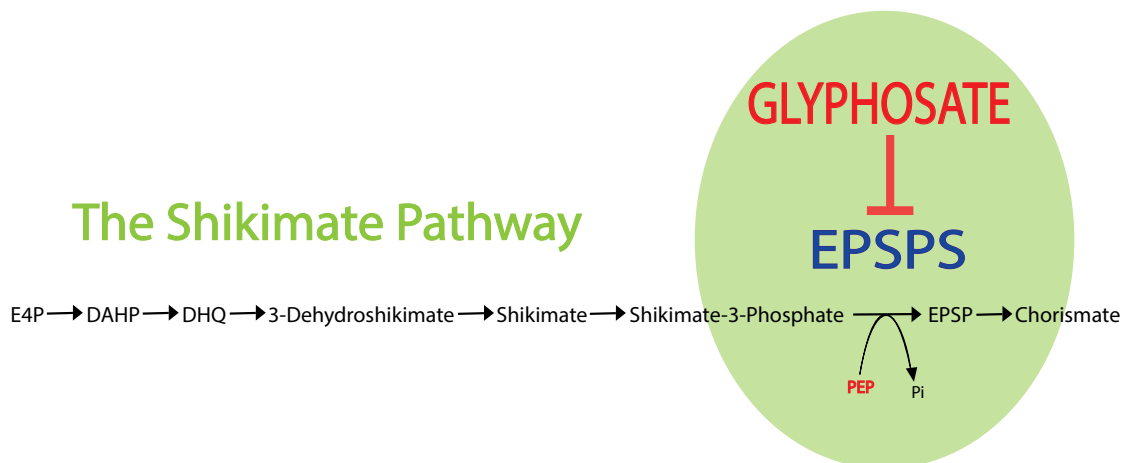 GLYPHOSATE
The Shikimate Pathway
EPSPS
E4P DAHP DHQ 3-Dehydroshikimate Shikimate Shikimate-3-Phosphate EPSP Chorismate
PEP Pi